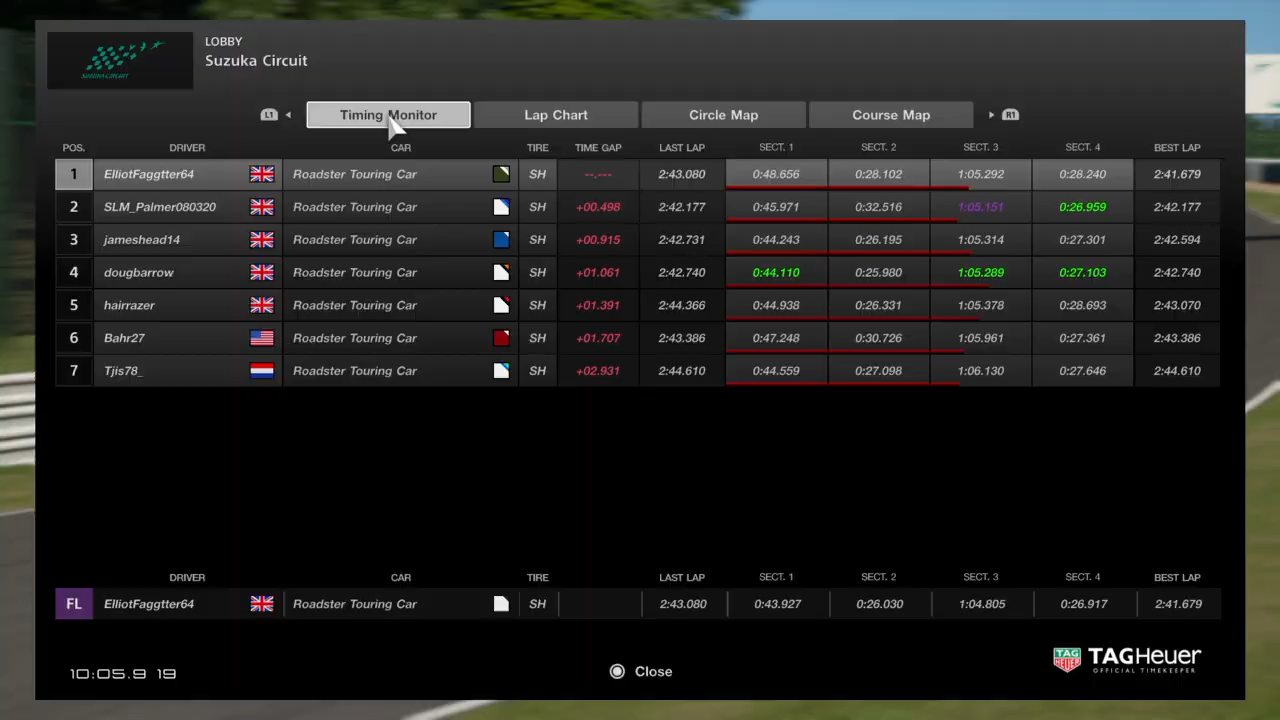 LOBBY
Suzuka Circuit
SUZUKA CIRCUIT
L1 Timing Monitor Lap Chart Circle Map Course Map R1
POS. DRIVER CAR TIRE TIME GAP LAST LAP SECT. 1 SECT. 2 SECT. 3 SECT. 4 BEST LAP
1 ElliotFaggtter64 Roadster Touring Car SH --.--- 2:43.080 0:48.656 0:28.102 1:05.292 0:28.240 2:41.679
2 SLM_Palmer080320 Roadster Touring Car SH +00.498 2:42.177 0:45.971 0:32.516 1:05.151 0:26.959 2:42.177
3 jameshead14 Roadster Touring Car SH +00.915 2:42.731 0:44.243 0:26.195 1:05.314 0:27.301 2:42.594
4 dougbarrow Roadster Touring Car SH +01.061 2:42.740 0:44.110 0:25.980 1:05.289 0:27.103 2:42.740
5 hairrazer Roadster Touring Car SH +01.391 2:44.366 0:44.938 0:26.331 1:05.378 0:28.693 2:43.070
6 Bahr27 Roadster Touring Car SH +01.707 2:43.386 0:47.248 0:30.726 1:05.961 0:27.361 2:43.386
7 Tjis78_ Roadster Touring Car SH +02.931 2:44.610 0:44.559 0:27.098 1:06.130 0:27.646 2:44.610
DRIVER CAR TIRE LAST LAP SECT. 1 SECT. 2 SECT. 3 SECT. 4 BEST LAP
FL ElliotFaggtter64 Roadster Touring Car SH 2:43.080 0:43.927 0:26.030 1:04.805 0:26.917 2:41.679
10:05.9 19
Close
TAG HEUER TAGHeuer
OFFICIAL TIMEKEEPER